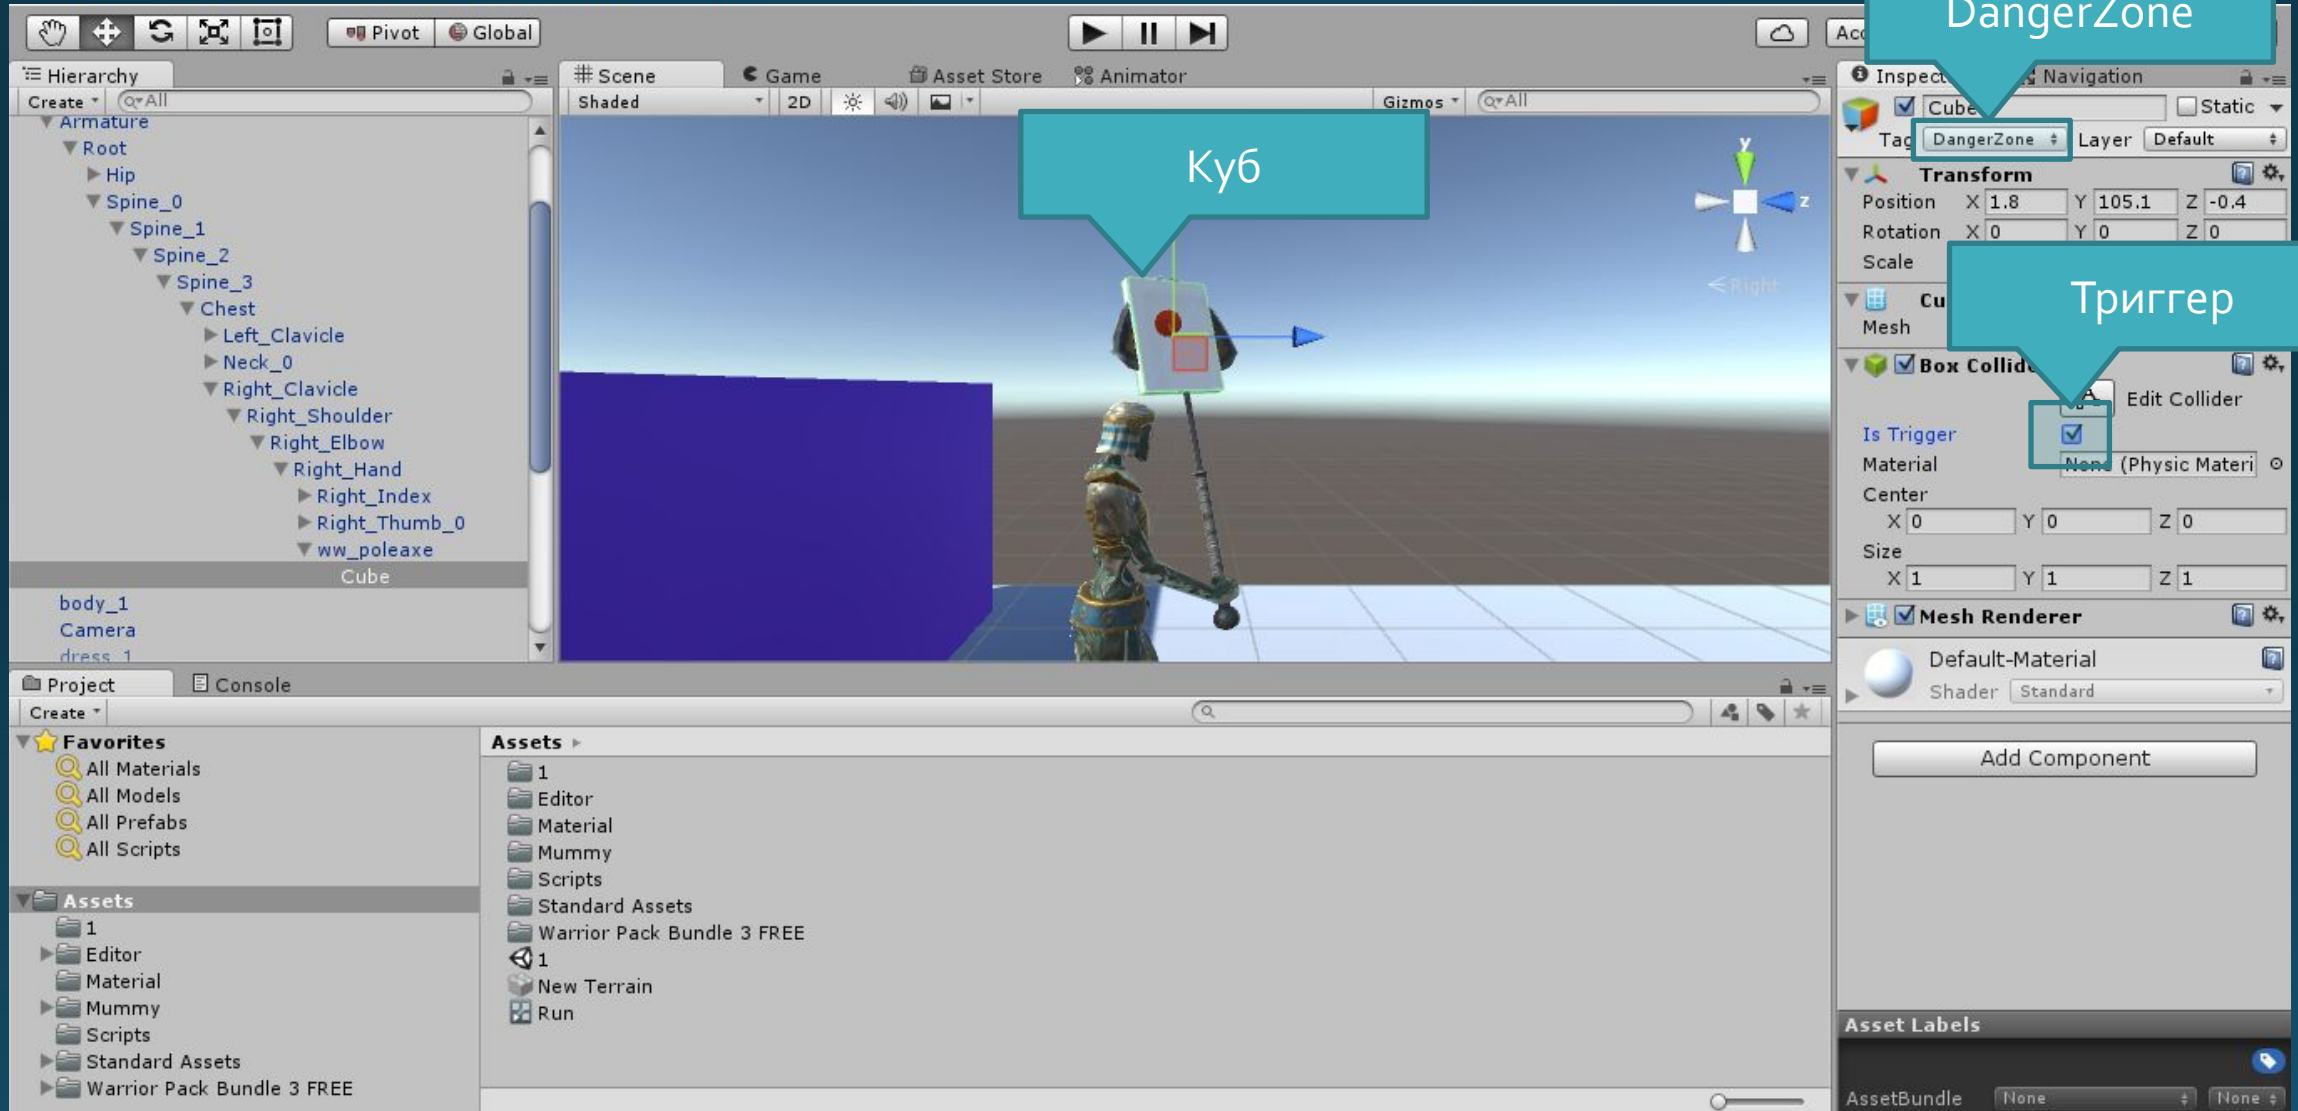 DangerZone
Pivot
Global
Hierarchy
Create
All
Armature
Root
Hip
Spine_0
Spine_1
Spine_2
Spine_3
Chest
Left_Clavicle
Neck_0
Right_Clavicle
Right_Shoulder
Right_Elbow
Right_Hand
Right_Index
Right_Thumb_0
ww_poleaxe
Cube
body_1
Camera
dress_1
Scene
Game
Asset Store
Animator
Shaded
2D
Gizmos
All
Куб
y
z
Right
Navigation
Cube
Static
Tag DangerZone Layer Default
Transform
Position X 1.8 Y 105.1 Z -0.4
Rotation X 0 Y 0 Z 0
Scale
Триггер
Mesh
Edit Collider
Is Trigger
Material None (Physic Materi
Center
X 0 Y 0 Z 0
Size
X 1 Y 1 Z 1
Mesh Renderer
Default-Material
Shader Standard
Add Component
Asset Labels
AssetBundle None None
Project
Console
Create
Favorites
All Materials
All Models
All Prefabs
All Scripts
Assets
1
Editor
Material
Mummy
Scripts
Standard Assets
Warrior Pack Bundle 3 FREE
Assets
1
Editor
Material
Mummy
Scripts
Standard Assets
Warrior Pack Bundle 3 FREE
1
New Terrain
Run